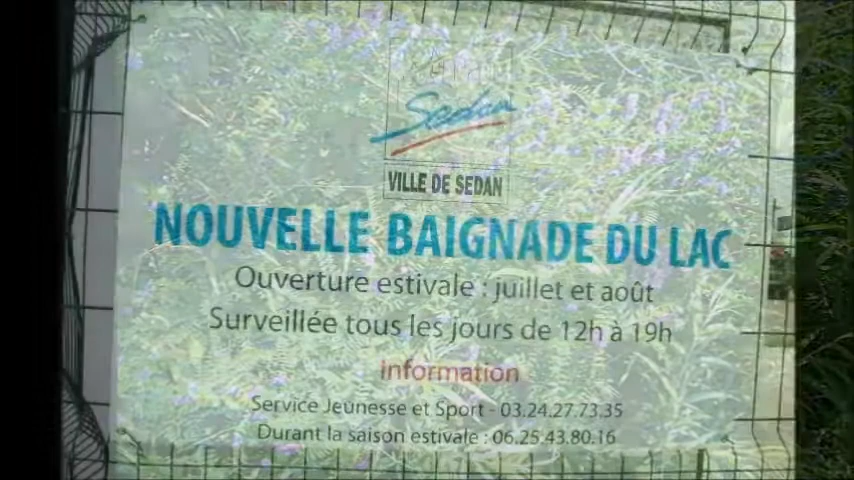 Sedan
VILLE DE SEDAN
NOUVELLE BAIGNADE DU LAC
Ouverture estivale : juillet et août
Surveillée tous les jours de 12h à 19h
information
Service Jeunesse et Sport - 03.24.27.73.35
Durant la saison estivale : 06.25.43.80.16